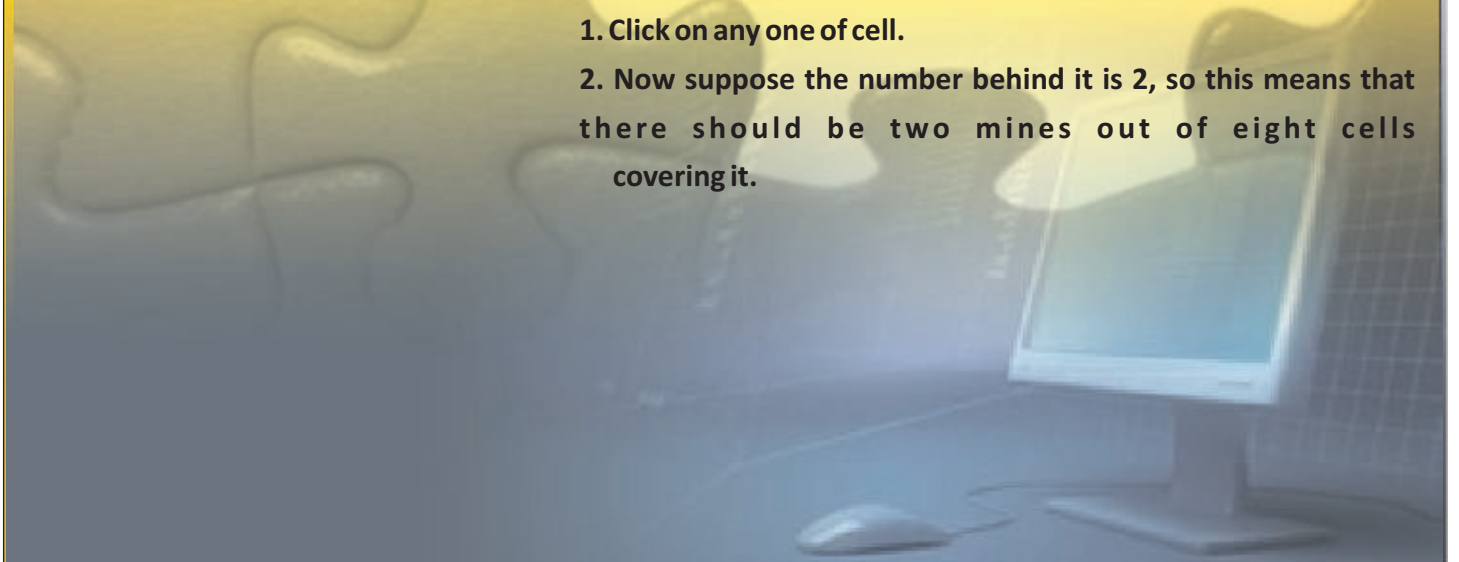 1. Click on any one of cell.
2. Now suppose the number behind it is 2, so this means that
there should be two mines out of eight cells
covering it.